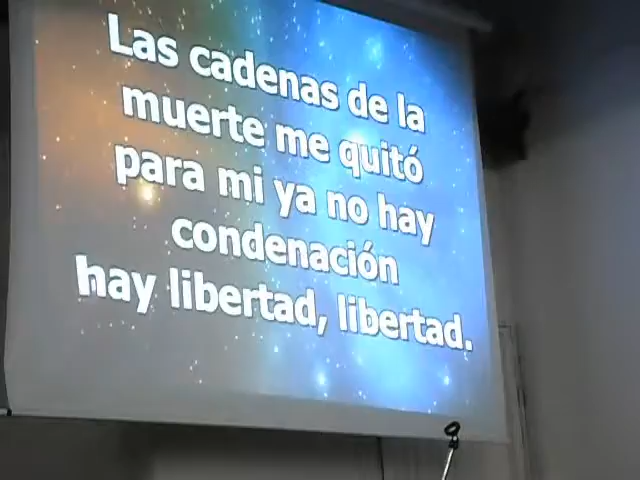 Las cadenas de la
muerte me quitó
para mi ya no hay
condenación
hay libertad, libertad.